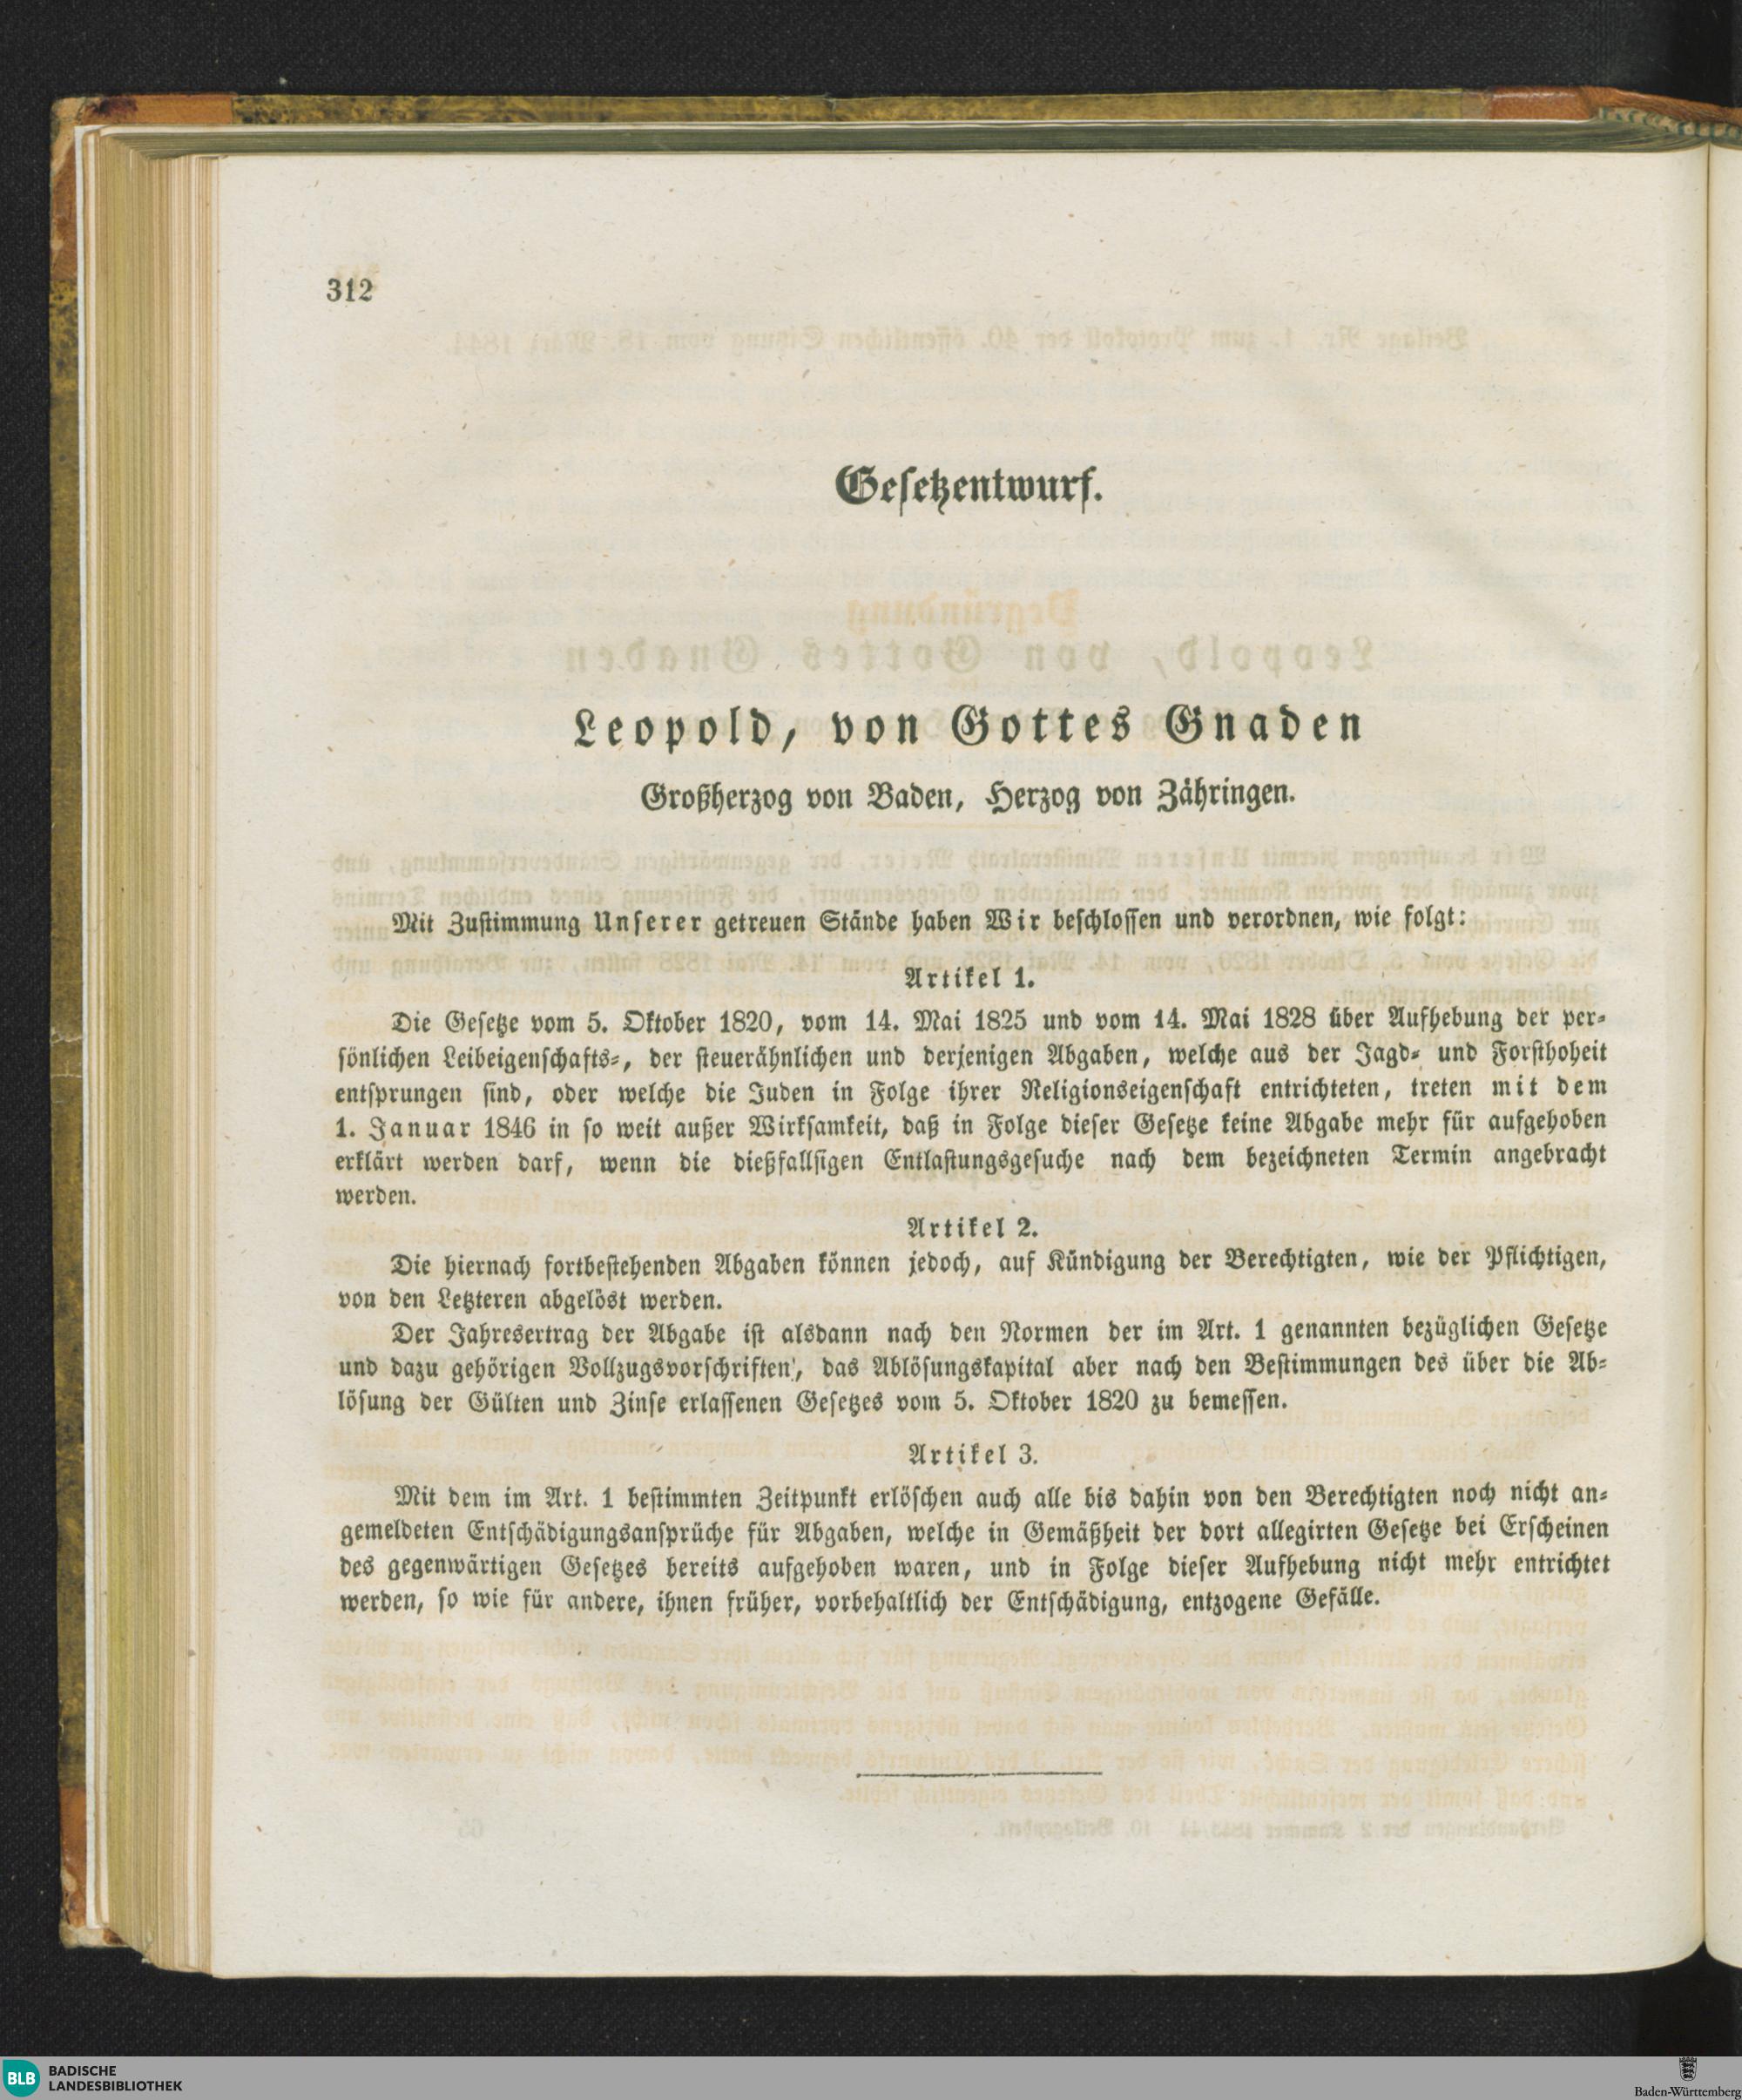 312
Gesetzentwurf.
Leopold, von Gottes Gnaden
Großherzog von Baden, Herzog von Zähringen.
Mit Zustimmung Unserer getreuen Stände haben Wir beschlossen und verordnen, wie folgt:
Artikel 1.
Die Gesetze vom 5. Oktober 1820, vom 14. Mai 1825 und vom 14. Mai 1828 über Aufhebung der per-
sönlichen Leibeigenschafts-, der steuerähnlichen und derjenigen Abgaben, welche aus der Jagd- und Forsthoheit
entsprungen sind, oder welche die Juden in Folge ihrer Religionseigenschaft entrichteten, treten mit dem
1. Januar 1846 in so weit außer Wirksamkeit, daß in Folge dieser Gesetze keine Abgabe mehr für aufgehoben
erklärt werden darf, wenn die dießfallsigen Entlastungsgesuche nach dem bezeichneten Termin angebracht
werden.
Artikel 2.
Die hiernach fortbestehenden Abgaben können jedoch, auf Kündigung der Berechtigten, wie der Pflichtigen,
von den Letzteren abgelöst werden.
Der Jahresertrag der Abgabe ist alsdann nach den Normen der im Art. 1 genannten bezüglichen Gesetze
und dazu gehörigen Vollzugsvorschriften, das Ablösungskapital aber nach den Bestimmungen des über die Ab-
lösung der Gülten und Zinse erlassenen Gesetzes vom 5. Oktober 1820 zu bemessen.
Artikel 3.
Mit dem im Art. 1 bestimmten Zeitpunkt erlöschen auch alle bis dahin von den Berechtigten noch nicht an-
gemeldeten Entschädigungsansprüche für Abgaben, welche in Gemäßheit der dort allegirten Gesetze bei Erscheinen
des gegenwärtigen Gesetzes bereits aufgehoben waren, und in Folge dieser Aufhebung nicht mehr entrichtet
werden, so wie für andere, ihnen früher, vorbehaltlich der Entschädigung, entzogene Gefälle.
BLB BADISCHE
LANDESBIBLIOTHEK
Baden-Württemberg